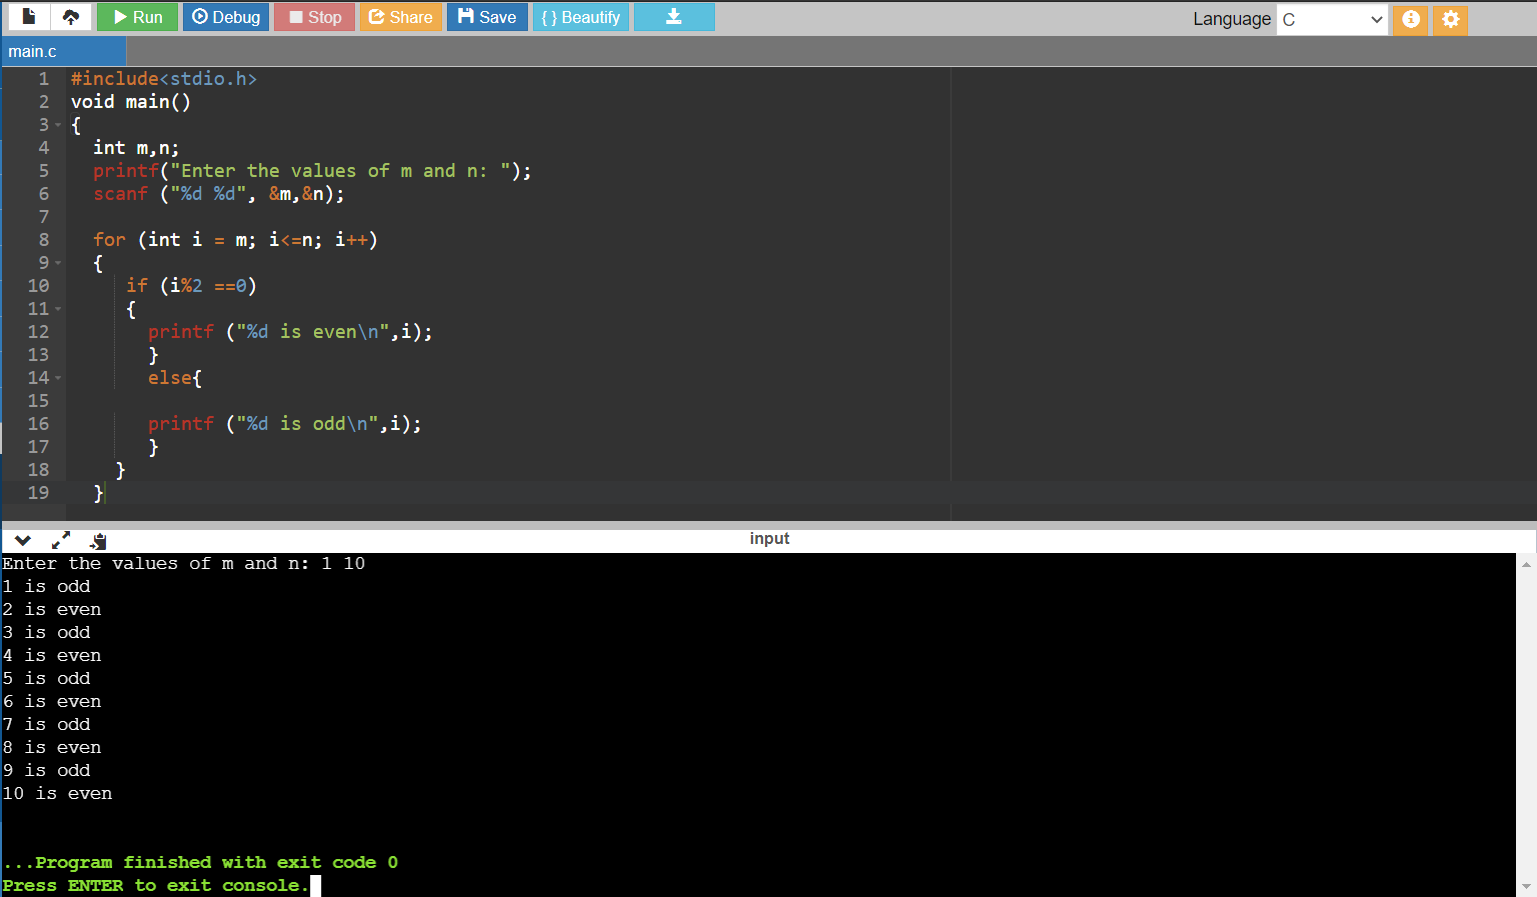 Run Debug Stop Share Save { } Beautify Language C
main.c
1 #include<stdio.h>
2 void main()
3 {
4 int m,n;
5 printf("Enter the values of m and n: ");
6 scanf ("%d %d", &m,&n);
7
8 for (int i = m; i<=n; i++)
9 {
10 if (i%2 ==0)
11 {
12 printf ("%d is even\n",i);
13 }
14 else{
15
16 printf ("%d is odd\n",i);
17 }
18 }
19 }
input
Enter the values of m and n: 1 10
1 is odd
2 is even
3 is odd
4 is even
5 is odd
6 is even
7 is odd
8 is even
9 is odd
10 is even
...Program finished with exit code 0
Press ENTER to exit console.